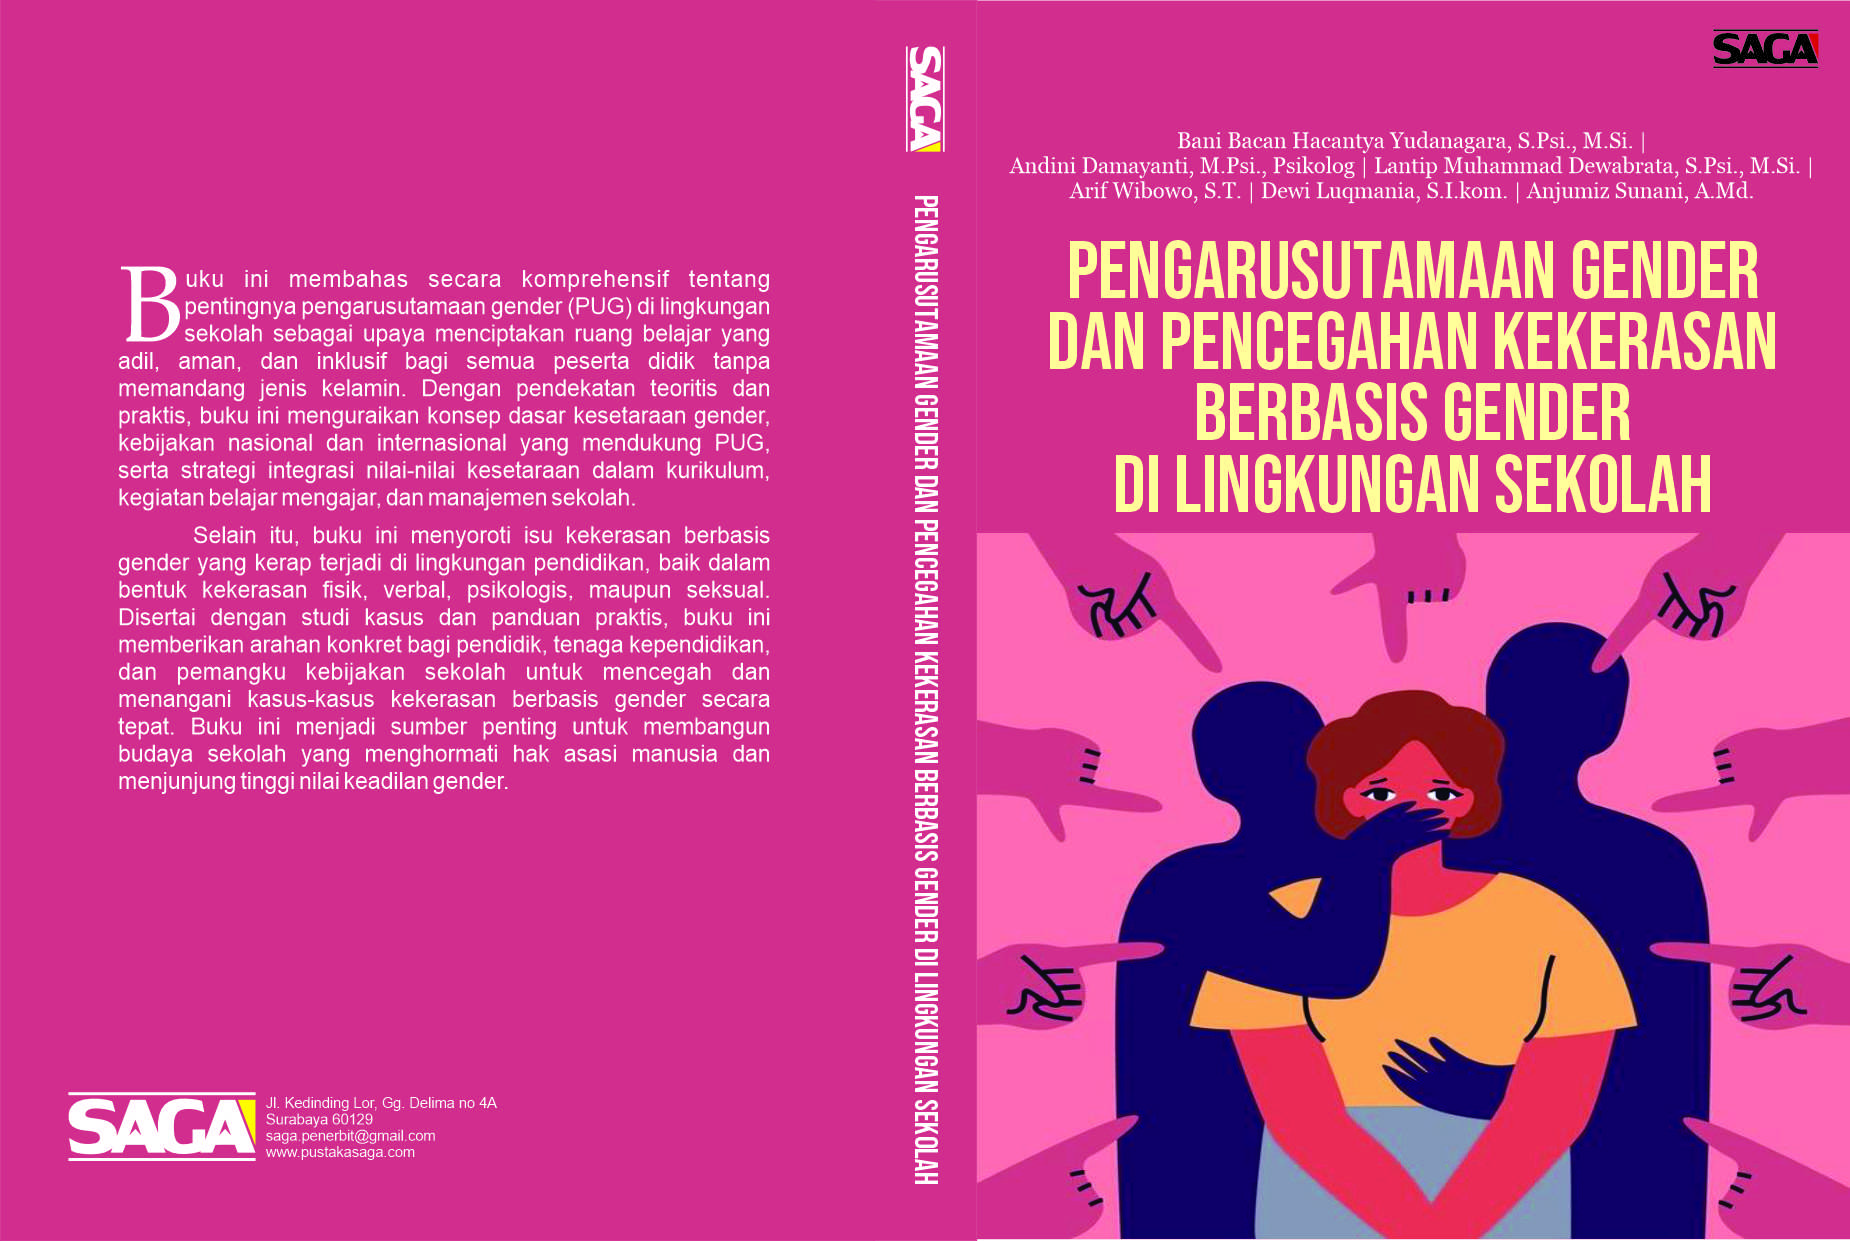 Buku ini membahas secara komprehensif tentang
pentingnya pengarusutamaan gender (PUG) di lingkungan
sekolah sebagai upaya menciptakan ruang belajar yang
adil, aman, dan inklusif bagi semua peserta didik tanpa
memandang jenis kelamin. Dengan pendekatan teoritis dan
praktis, buku ini menguraikan konsep dasar kesetaraan gender,
kebijakan nasional dan internasional yang mendukung PUG,
serta strategi integrasi nilai-nilai kesetaraan dalam kurikulum,
kegiatan belajar mengajar, dan manajemen sekolah.
Selain itu, buku ini menyoroti isu kekerasan berbasis
gender yang kerap terjadi di lingkungan pendidikan, baik dalam
bentuk kekerasan fisik, verbal, psikologis, maupun seksual.
Disertai dengan studi kasus dan panduan praktis, buku ini
memberikan arahan konkret bagi pendidik, tenaga kependidikan,
dan pemangku kebijakan sekolah untuk mencegah dan
menangani kasus-kasus kekerasan berbasis gender secara
tepat. Buku ini menjadi sumber penting untuk membangun
budaya sekolah yang menghormati hak asasi manusia dan
menjunjung tinggi nilai keadilan gender.
SAGA
Jl. Kedinding Lor, Gg. Delima no 4A
Surabaya 60129
saga.penerbit@gmail.com
www.pustakasaga.com
SAGA
PENGARUSUTAMAAN GENDER DAN PENCEGAHAN KEKERASAN BERBASIS GENDER DI LINGKUNGAN SEKOLAH
SAGA
Bani Bacan Hacantya Yudanagara, S.Psi., M.Si. |
Andini Damayanti, M.Psi., Psikolog | Lantip Muhammad Dewabrata, S.Psi., M.Si. |
Arif Wibowo, S.T. | Dewi Luqmania, S.I.kom. | Anjumiz Sunani, A.Md.
PENGARUSUTAMAAN GENDER
DAN PENCEGAHAN KEKERASAN
BERBASIS GENDER
DI LINGKUNGAN SEKOLAH